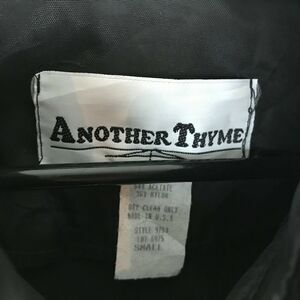 ANOTHER THYME
ACETATE
NYLON
DRY CLEAN ONLY
MADE IN U.S.A
STYLE
LOT
SMALL